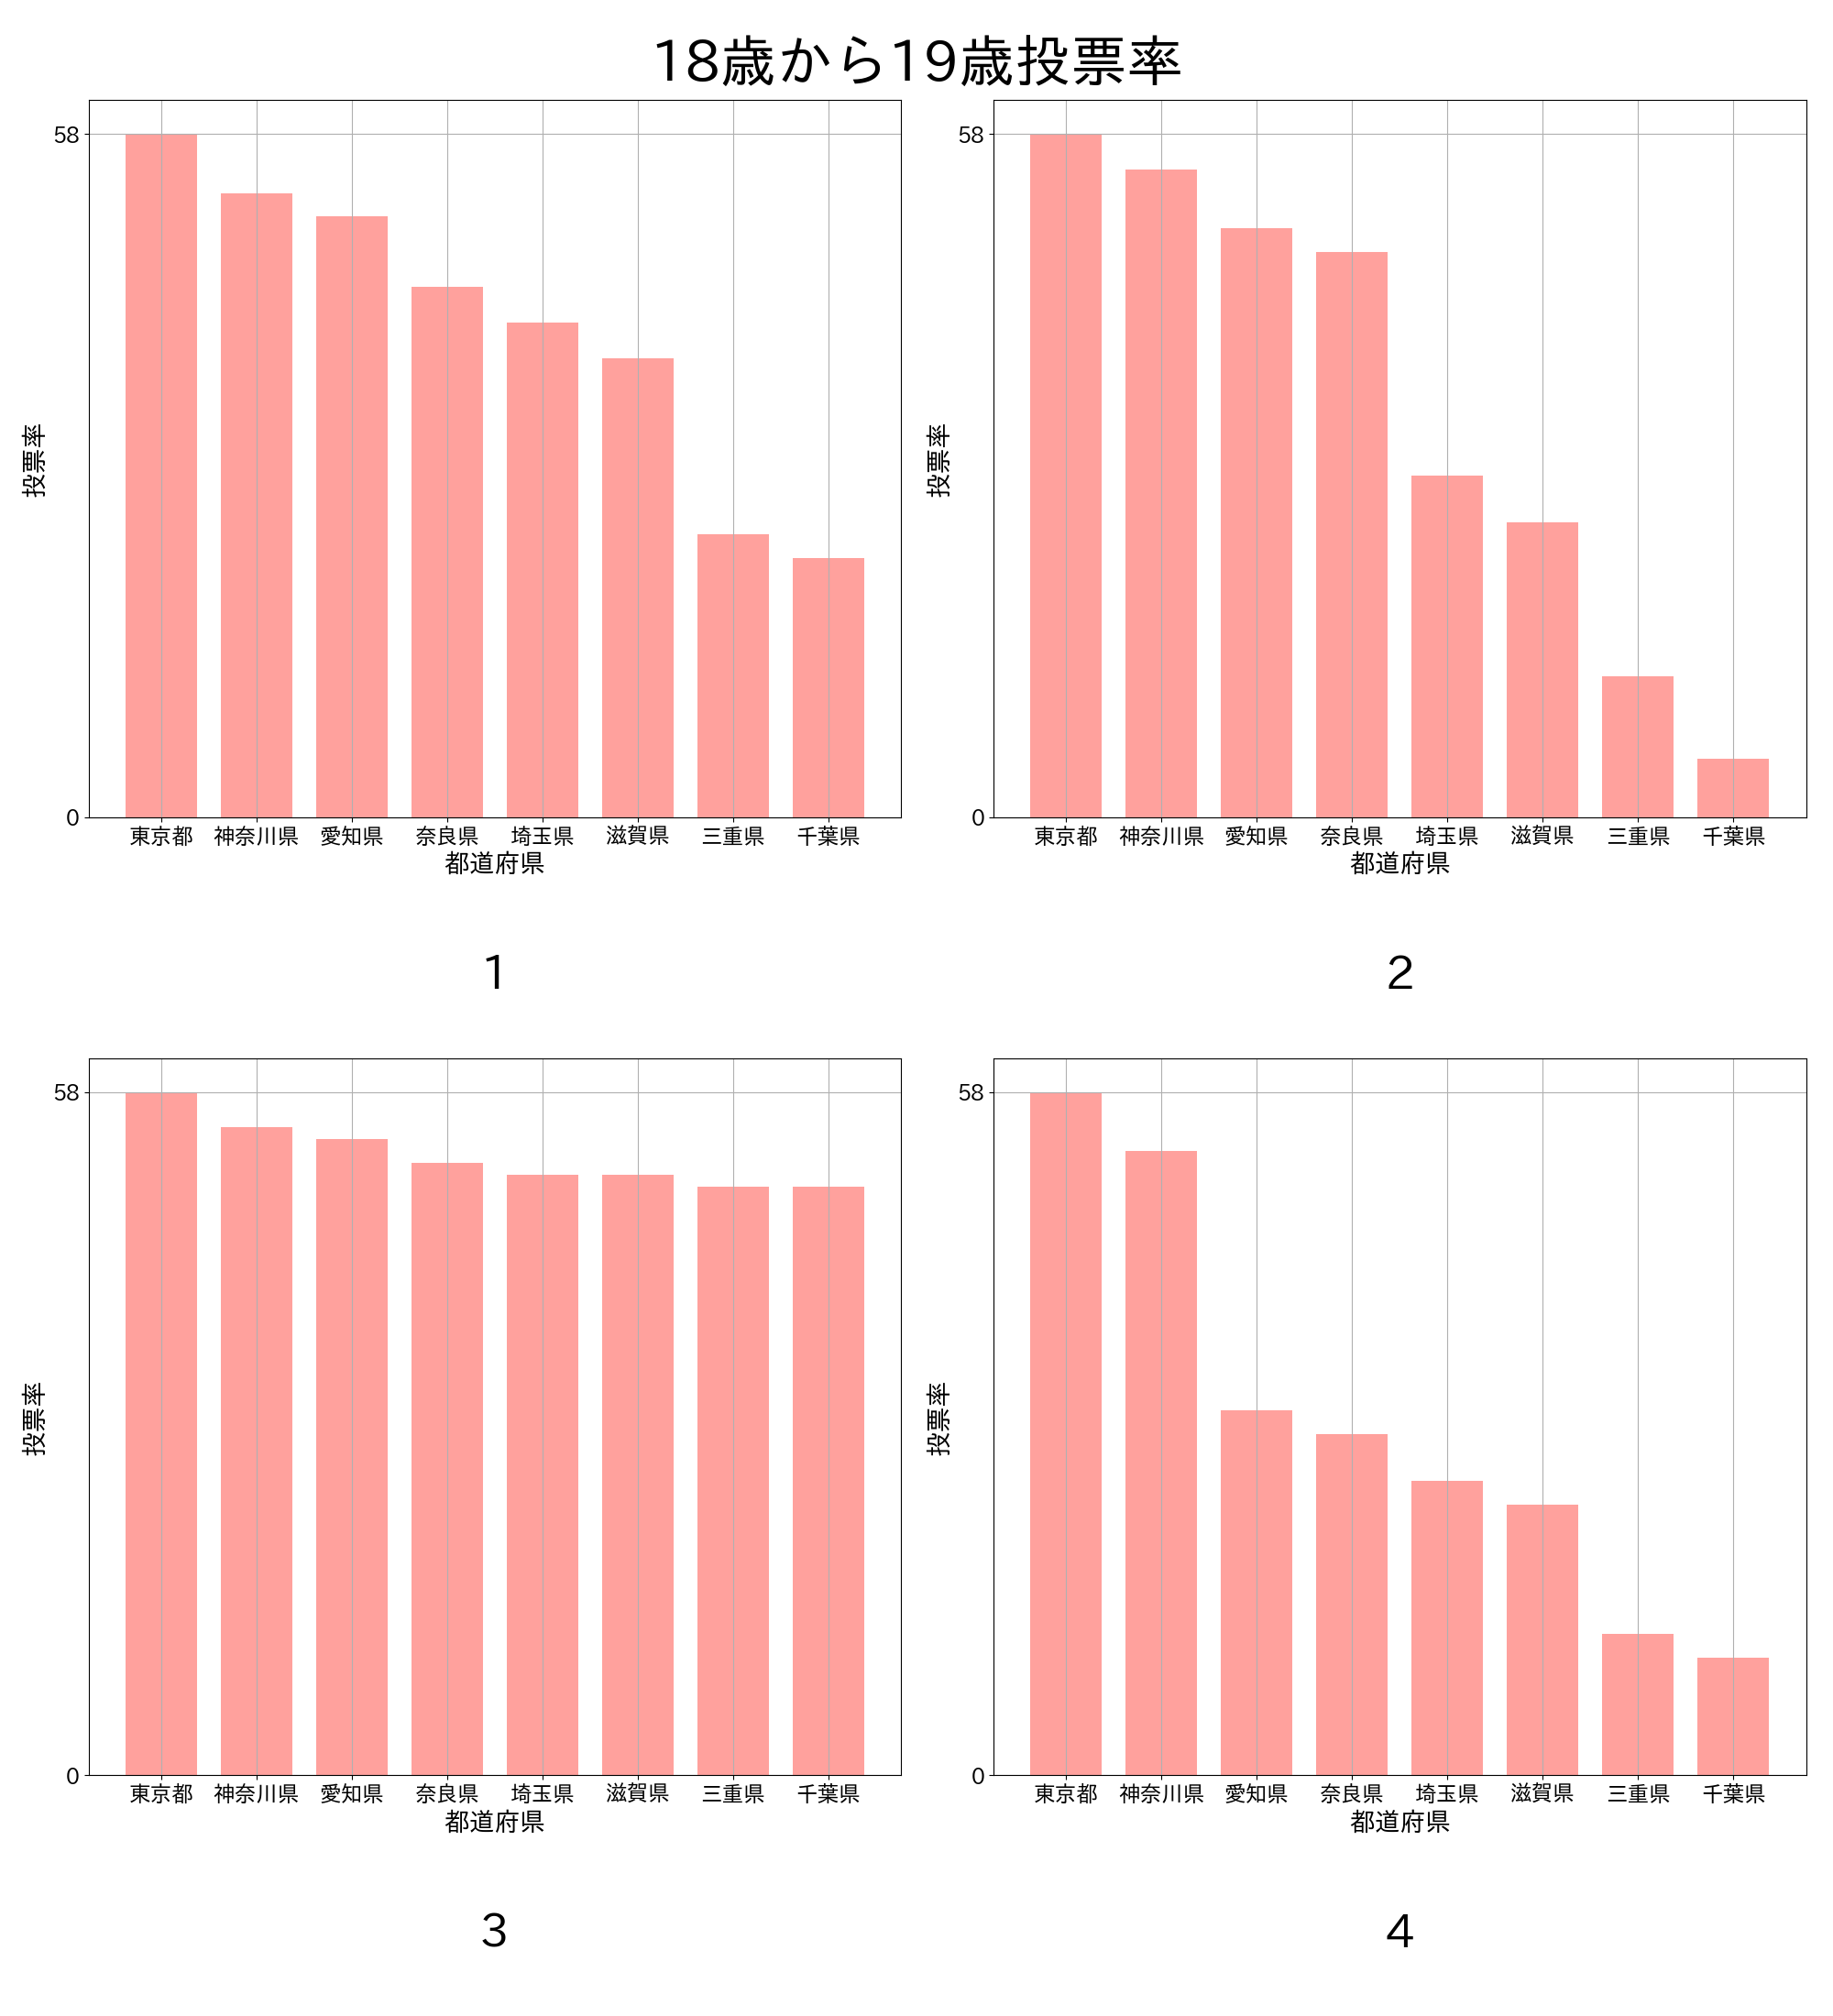 18歳から19歳投票率
58
0
投票率
東京都 神奈川県 愛知県 奈良県 埼玉県 滋賀県 三重県 千葉県
都道府県
1
58
0
投票率
東京都 神奈川県 愛知県 奈良県 埼玉県 滋賀県 三重県 千葉県
都道府県
2
58
0
投票率
東京都 神奈川県 愛知県 奈良県 埼玉県 滋賀県 三重県 千葉県
都道府県
3
58
0
投票率
東京都 神奈川県 愛知県 奈良県 埼玉県 滋賀県 三重県 千葉県
都道府県
4